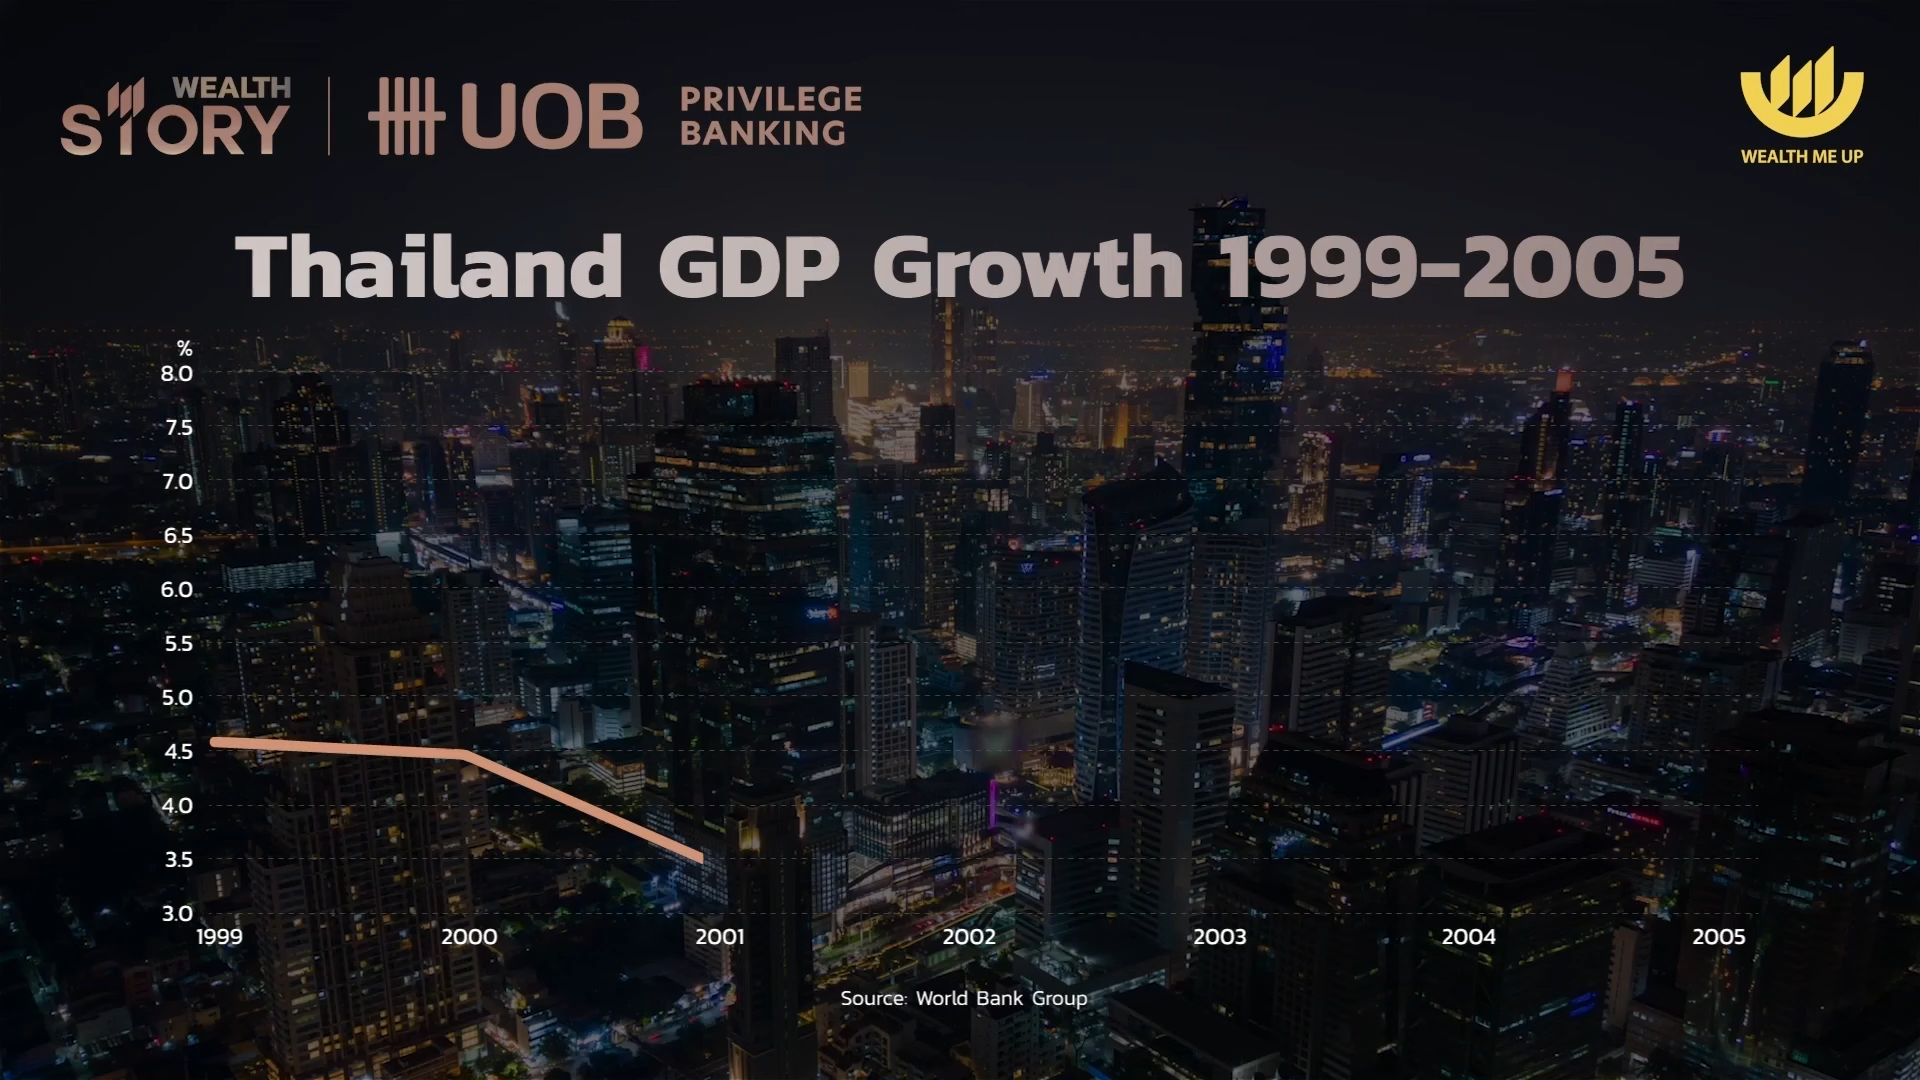 WEALTH
STORY
UOB
PRIVILEGE
BANKING
WEALTH ME UP
Thailand GDP Growth 1999-2005
%
8.0
7.5
7.0
6.5
6.0
5.5
5.0
4.5
4.0
3.5
3.0
1999 2000 2001 2002 2003 2004 2005
Source: World Bank Group